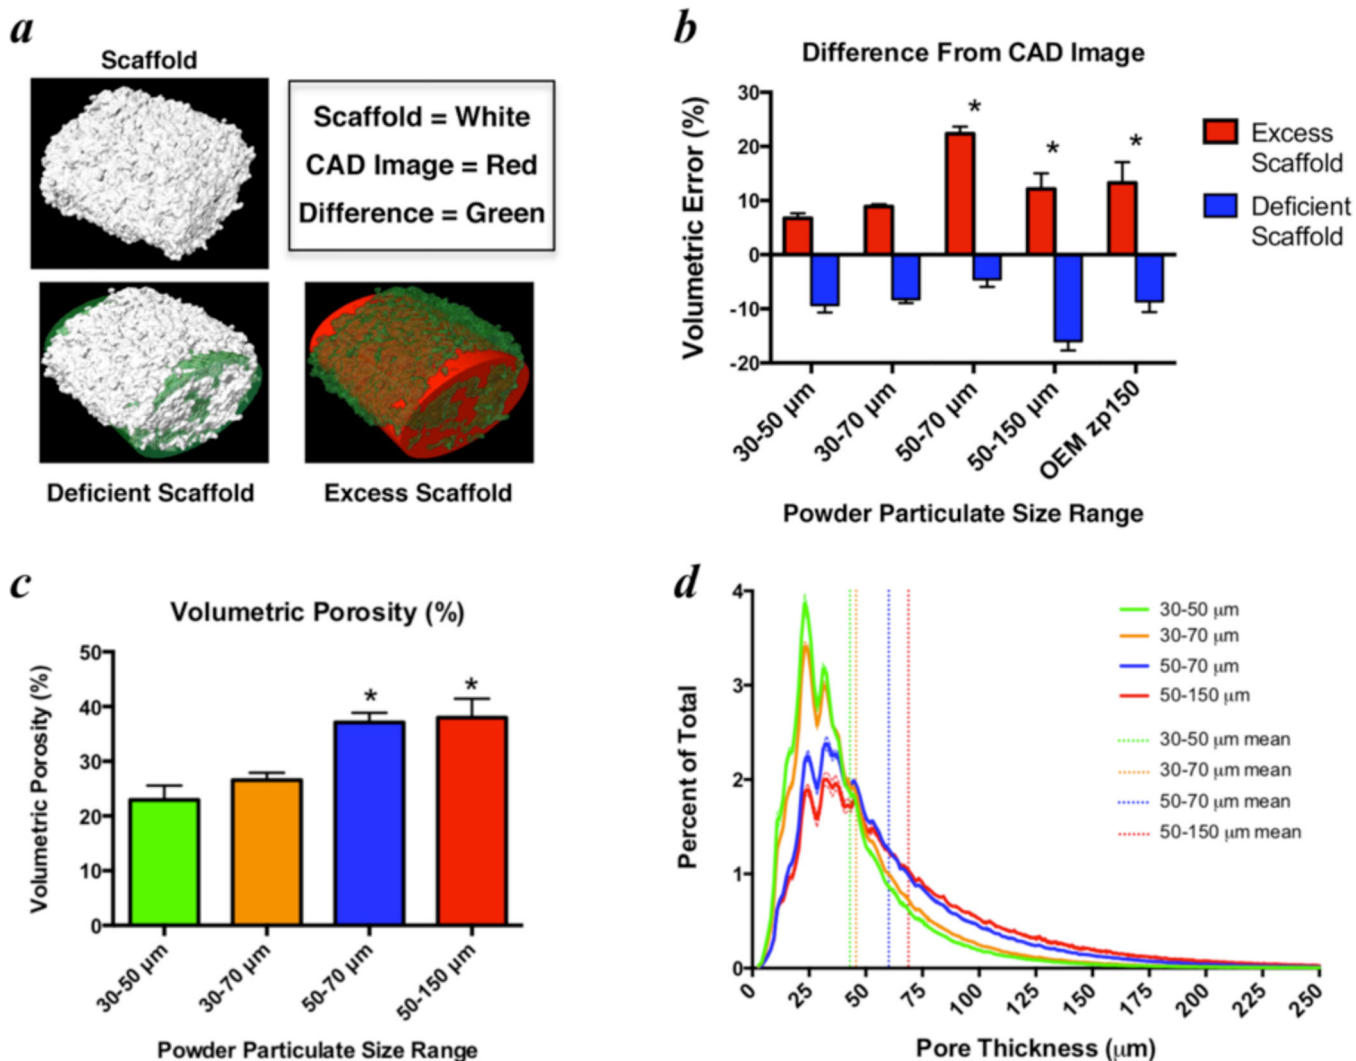 a
Scaffold
Scaffold = White
CAD Image = Red
Difference = Green
Deficient Scaffold
Excess Scaffold
b
Difference From CAD Image
Volumetric Error (%)
30
20
10
0
-10
-20
*
*
*
30-50 µm
30-70 µm
50-70 µm
50-150 µm
OEM zp150
Powder Particulate Size Range
Excess
Scaffold
Deficient
Scaffold
c
Volumetric Porosity (%)
Volumetric Porosity (%)
50
40
30
20
10
0
*
*
30-50 µm
30-70 µm
50-70 µm
50-150 µm
Powder Particulate Size Range
d
Percent of Total
4
3
2
1
0
0
25
50
75
100
125
150
175
200
225
250
Pore Thickness (µm)
30-50 µm
30-70 µm
50-70 µm
50-150 µm
30-50 µm mean
30-70 µm mean
50-70 µm mean
50-150 µm mean